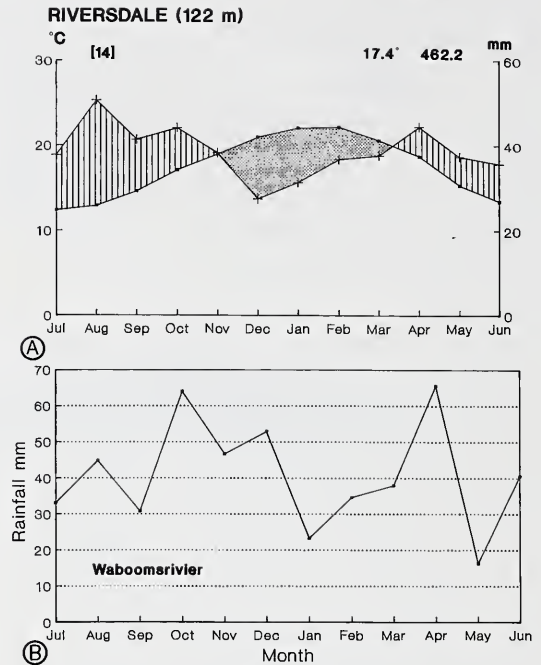 RIVERSDALE (122 m)
°C
[14]
17.4° 462.2
mm
30
20
10
0
60
40
20
0
Jul Aug Sep Oct Nov Dec Jan Feb Mar Apr May Jun
A
70
60
50
40
30
20
10
0
Rainfall mm
Waboomsrivier
Jul Aug Sep Oct Nov Dec Jan Feb Mar Apr May Jun
B
Month